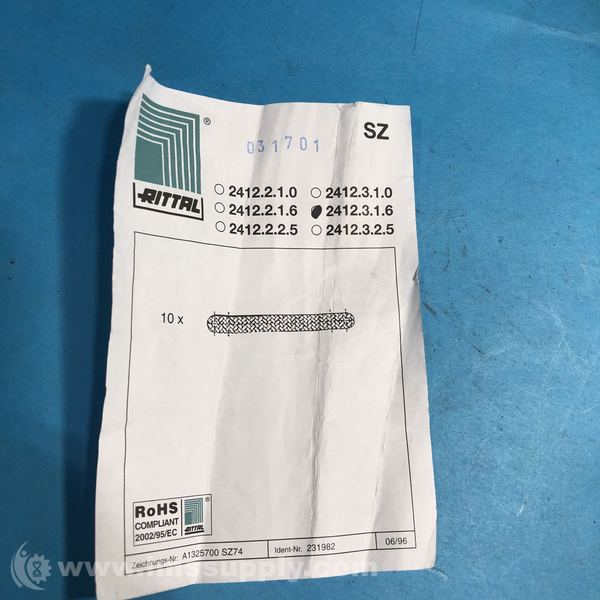 ®
SZ
031701
RITTAL
2412.2.1.0 2412.3.1.0
2412.2.1.6 2412.3.1.6
2412.2.2.5 2412.3.2.5
10 x
RoHS
COMPLIANT
2002/95/EC
RITTAL
Zeichnungs-Nr: A1325700 SZ74 Ident-Nr. 231982 06/96